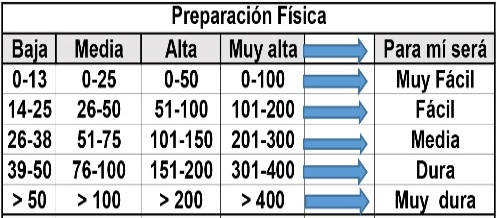 Preparación Física
Baja Media Alta Muy alta Para mí será
0-13 0-25 0-50 0-100 Muy Fácil
14-25 26-50 51-100 101-200 Fácil
26-38 51-75 101-150 201-300 Media
39-50 76-100 151-200 301-400 Dura
> 50 > 100 > 200 > 400 Muy dura